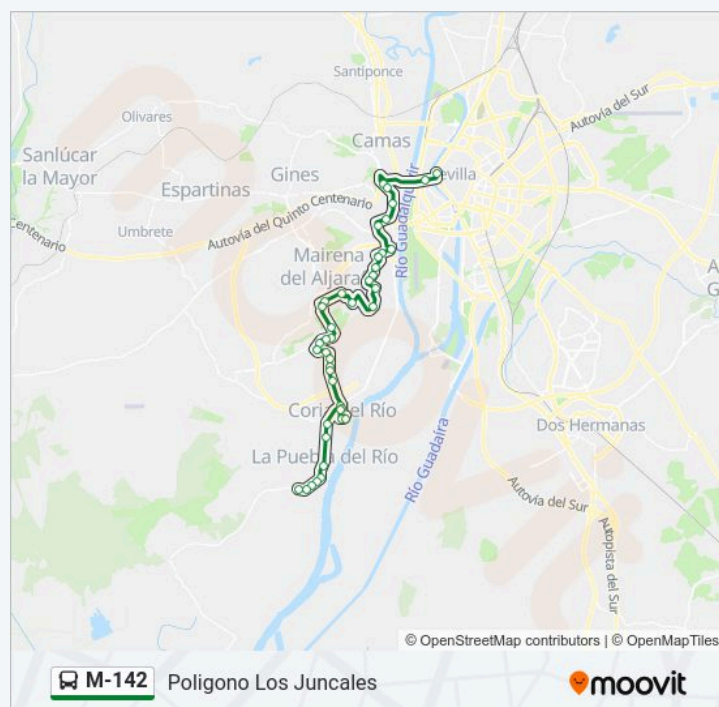 Santiponce
Autovía del Sur
Olivares
Camas
Sanlúcar
la Mayor
Sevilla
Gines
Espartinas
Río Guadalquivir
Umbrete
Autovía del Quinto Centenario
Centenario
Mairena
del Aljarafe
Coria del Río
Dos Hermanas
La Puebla del Río
Río Guadaíra
Autovía del Sur
Autopista del Sur
© OpenStreetMap contributors | © OpenMapTiles
M-142 Poligono Los Juncales
moovit